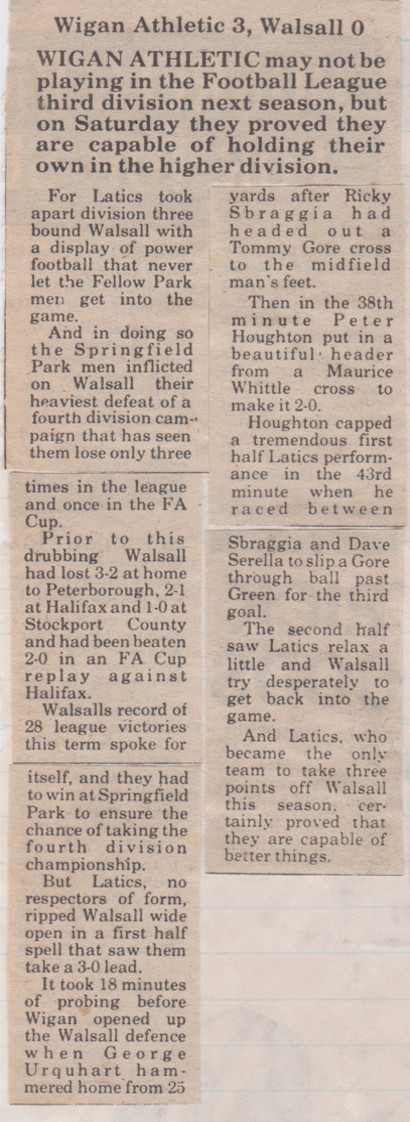 Wigan Athletic 3, Walsall 0
WIGAN ATHLETIC may not be
playing in the Football League
third division next season, but
on Saturday they proved they
are capable of holding their
own in the higher division.
For Latics took
apart division three
bound Walsall with
a display of power
football that never
let the Fellow Park
men get into the
game.
And in doing so
the Springfield
Park men inflicted
on Walsall their
heaviest defeat of a
fourth division cam-
paign that has seen
them lose only three
times in the league
and once in the FA
Cup.
Prior to this
drubbing Walsall
had lost 3-2 at home
to Peterborough, 2-1
at Halifax and 1-0 at
Stockport County
and had been beaten
2-0 in an FA Cup
replay against
Halifax.
Walsalls record of
28 league victories
this term spoke for
itself, and they had
to win at Springfield
Park to ensure the
chance of taking the
fourth division
championship.
But Latics, no
respectors of form,
ripped Walsall wide
open in a first half
spell that saw them
take a 3-0 lead.
It took 18 minutes
of probing before
Wigan opened up
the Walsall defence
when George
Urquhart ham-
mered home from 25
yards after Ricky
Sbraggia had
headed out a
Tommy Gore cross
to the midfield
man's feet.
Then in the 38th
minute Peter
Houghton put in a
beautiful header
from a Maurice
Whittle cross to
make it 2-0.
Houghton capped
a tremendous first
half Latics perform-
ance in the 43rd
minute when he
raced between
Sbraggia and Dave
Serella to slip a Gore
through ball past
Green for the third
goal.
The second half
saw Latics relax a
little and Walsall
try desperately to
get back into the
game.
And Latics, who
became the only
team to take three
points off Walsall
this season, cer-
tainly proved that
they are capable of
better things.